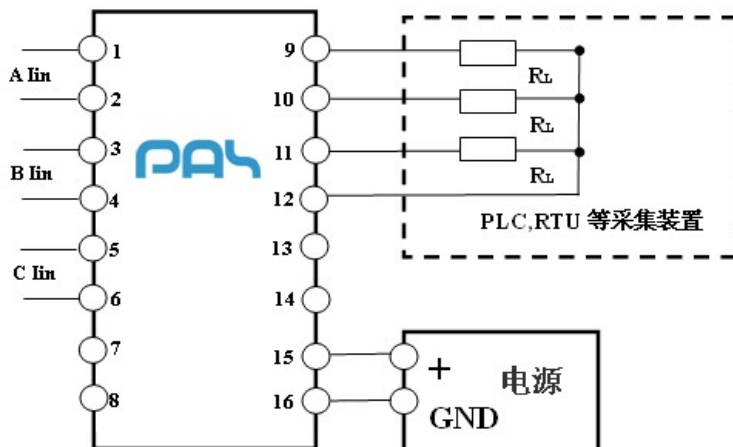 A Iin
B Iin
C Iin
1
2
3
4
5
6
7
8
PAS
9
10
11
12
13
14
15
16
RL
RL
RL
PLC,RTU 等采集装置
+ 电源
GND